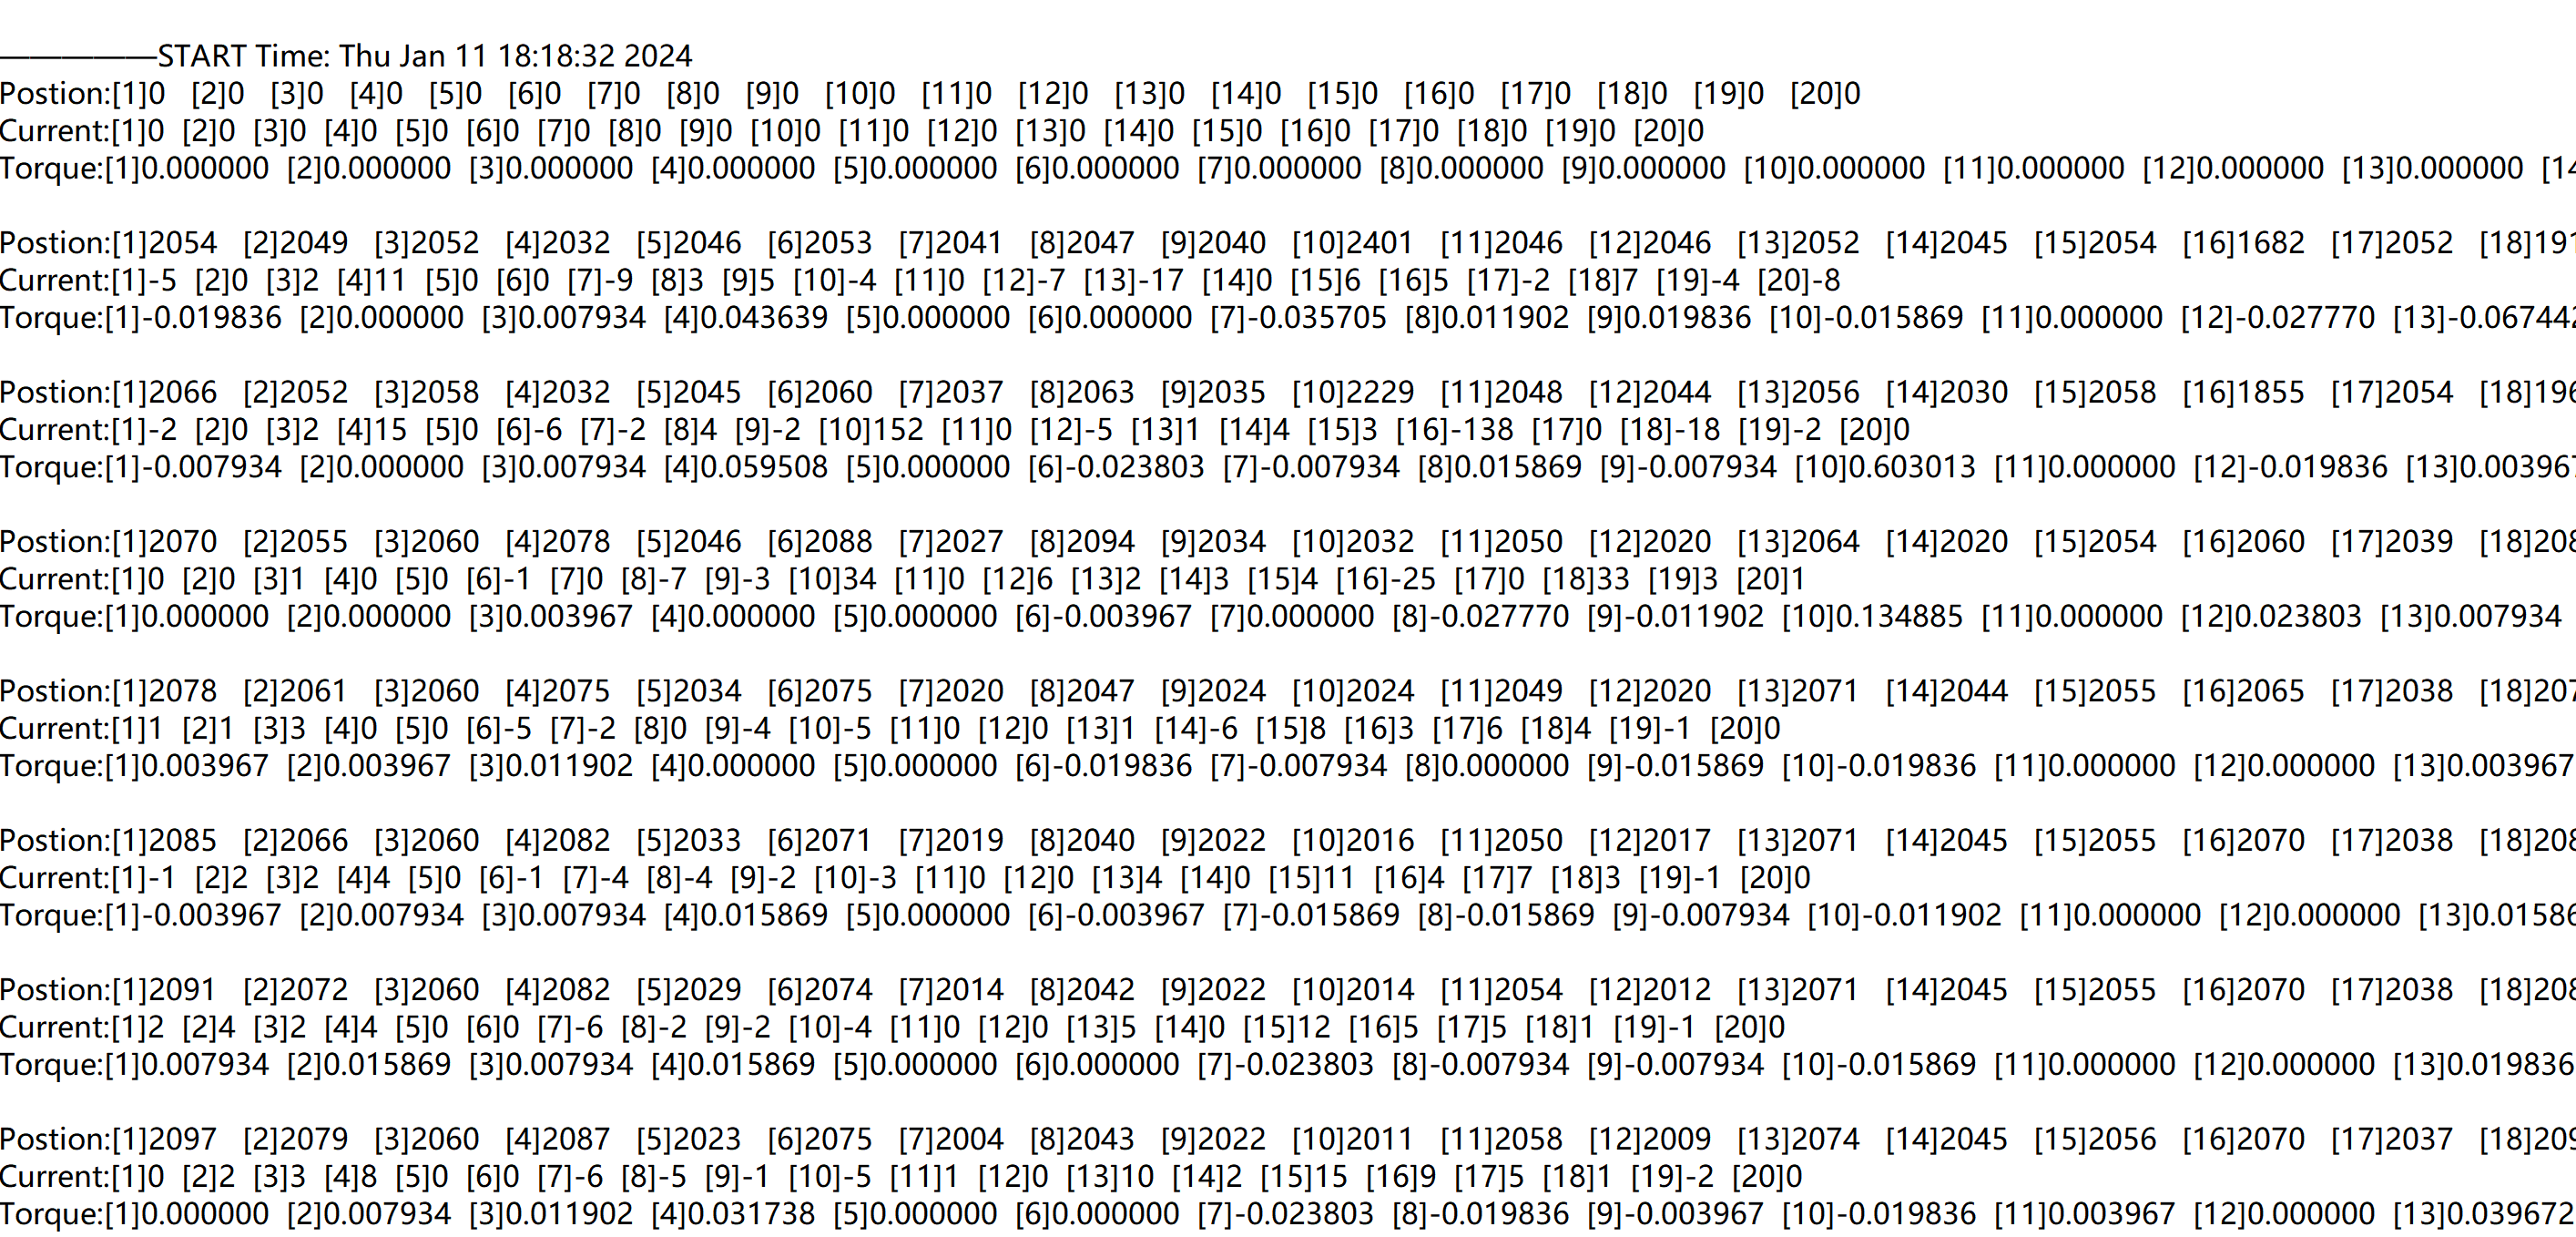 —————START Time: Thu Jan 11 18:18:32 2024
Postion:[1]0 [2]0 [3]0 [4]0 [5]0 [6]0 [7]0 [8]0 [9]0 [10]0 [11]0 [12]0 [13]0 [14]0 [15]0 [16]0 [17]0 [18]0 [19]0 [20]0
Current:[1]0 [2]0 [3]0 [4]0 [5]0 [6]0 [7]0 [8]0 [9]0 [10]0 [11]0 [12]0 [13]0 [14]0 [15]0 [16]0 [17]0 [18]0 [19]0 [20]0
Torque:[1]0.000000 [2]0.000000 [3]0.000000 [4]0.000000 [5]0.000000 [6]0.000000 [7]0.000000 [8]0.000000 [9]0.000000 [10]0.000000 [11]0.000000 [12]0.000000 [13]0.000000 [14
Postion:[1]2054 [2]2049 [3]2052 [4]2032 [5]2046 [6]2053 [7]2041 [8]2047 [9]2040 [10]2401 [11]2046 [12]2046 [13]2052 [14]2045 [15]2054 [16]1682 [17]2052 [18]191
Current:[1]-5 [2]0 [3]2 [4]11 [5]0 [6]0 [7]-9 [8]3 [9]5 [10]-4 [11]0 [12]-7 [13]-17 [14]0 [15]6 [16]5 [17]-2 [18]7 [19]-4 [20]-8
Torque:[1]-0.019836 [2]0.000000 [3]0.007934 [4]0.043639 [5]0.000000 [6]0.000000 [7]-0.035705 [8]0.011902 [9]0.019836 [10]-0.015869 [11]0.000000 [12]-0.027770 [13]-0.067442
Postion:[1]2066 [2]2052 [3]2058 [4]2032 [5]2045 [6]2060 [7]2037 [8]2063 [9]2035 [10]2229 [11]2048 [12]2044 [13]2056 [14]2030 [15]2058 [16]1855 [17]2054 [18]196
Current:[1]-2 [2]0 [3]2 [4]15 [5]0 [6]-6 [7]-2 [8]4 [9]-2 [10]152 [11]0 [12]-5 [13]1 [14]4 [15]3 [16]-138 [17]0 [18]-18 [19]-2 [20]0
Torque:[1]-0.007934 [2]0.000000 [3]0.007934 [4]0.059508 [5]0.000000 [6]-0.023803 [7]-0.007934 [8]0.015869 [9]-0.007934 [10]0.603013 [11]0.000000 [12]-0.019836 [13]0.003967
Postion:[1]2070 [2]2055 [3]2060 [4]2078 [5]2046 [6]2088 [7]2027 [8]2094 [9]2034 [10]2032 [11]2050 [12]2020 [13]2064 [14]2020 [15]2054 [16]2060 [17]2039 [18]208
Current:[1]0 [2]0 [3]1 [4]0 [5]0 [6]-1 [7]0 [8]-7 [9]-3 [10]34 [11]0 [12]6 [13]2 [14]3 [15]4 [16]-25 [17]0 [18]33 [19]3 [20]1
Torque:[1]0.000000 [2]0.000000 [3]0.003967 [4]0.000000 [5]0.000000 [6]-0.003967 [7]0.000000 [8]-0.027770 [9]-0.011902 [10]0.134885 [11]0.000000 [12]0.023803 [13]0.007934
Postion:[1]2078 [2]2061 [3]2060 [4]2075 [5]2034 [6]2075 [7]2020 [8]2047 [9]2024 [10]2024 [11]2049 [12]2020 [13]2071 [14]2044 [15]2055 [16]2065 [17]2038 [18]207
Current:[1]1 [2]1 [3]3 [4]0 [5]0 [6]-5 [7]-2 [8]0 [9]-4 [10]-5 [11]0 [12]0 [13]1 [14]-6 [15]8 [16]3 [17]6 [18]4 [19]-1 [20]0
Torque:[1]0.003967 [2]0.003967 [3]0.011902 [4]0.000000 [5]0.000000 [6]-0.019836 [7]-0.007934 [8]0.000000 [9]-0.015869 [10]-0.019836 [11]0.000000 [12]0.000000 [13]0.003967
Postion:[1]2085 [2]2066 [3]2060 [4]2082 [5]2033 [6]2071 [7]2019 [8]2040 [9]2022 [10]2016 [11]2050 [12]2017 [13]2071 [14]2045 [15]2055 [16]2070 [17]2038 [18]208
Current:[1]-1 [2]2 [3]2 [4]4 [5]0 [6]-1 [7]-4 [8]-4 [9]-2 [10]-3 [11]0 [12]0 [13]4 [14]0 [15]11 [16]4 [17]7 [18]3 [19]-1 [20]0
Torque:[1]-0.003967 [2]0.007934 [3]0.007934 [4]0.015869 [5]0.000000 [6]-0.003967 [7]-0.015869 [8]-0.015869 [9]-0.007934 [10]-0.011902 [11]0.000000 [12]0.000000 [13]0.01586
Postion:[1]2091 [2]2072 [3]2060 [4]2082 [5]2029 [6]2074 [7]2014 [8]2042 [9]2022 [10]2014 [11]2054 [12]2012 [13]2071 [14]2045 [15]2055 [16]2070 [17]2038 [18]208
Current:[1]2 [2]4 [3]2 [4]4 [5]0 [6]0 [7]-6 [8]-2 [9]-2 [10]-4 [11]0 [12]0 [13]5 [14]0 [15]12 [16]5 [17]5 [18]1 [19]-1 [20]0
Torque:[1]0.007934 [2]0.015869 [3]0.007934 [4]0.015869 [5]0.000000 [6]0.000000 [7]-0.023803 [8]-0.007934 [9]-0.007934 [10]-0.015869 [11]0.000000 [12]0.000000 [13]0.019836
Postion:[1]2097 [2]2079 [3]2060 [4]2087 [5]2023 [6]2075 [7]2004 [8]2043 [9]2022 [10]2011 [11]2058 [12]2009 [13]2074 [14]2045 [15]2056 [16]2070 [17]2037 [18]209
Current:[1]0 [2]2 [3]3 [4]8 [5]0 [6]0 [7]-6 [8]-5 [9]-1 [10]-5 [11]1 [12]0 [13]10 [14]2 [15]15 [16]9 [17]5 [18]1 [19]-2 [20]0
Torque:[1]0.000000 [2]0.007934 [3]0.011902 [4]0.031738 [5]0.000000 [6]0.000000 [7]-0.023803 [8]-0.019836 [9]-0.003967 [10]-0.019836 [11]0.003967 [12]0.000000 [13]0.039672